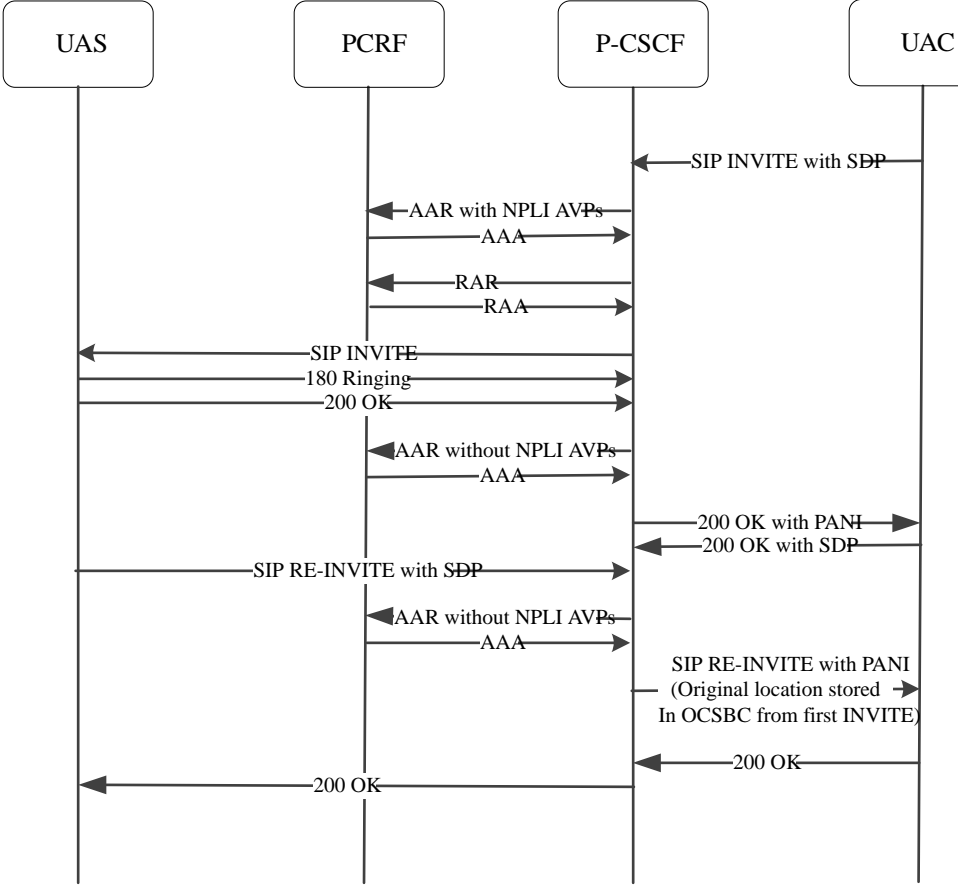 UAS
PCRF
P-CSCF
UAC
SIP INVITE with SDP
AAR with NPLI AVPs
AAA
RAR
RAA
SIP INVITE
180 Ringing
200 OK
AAR without NPLI AVPs
AAA
200 OK with PANI
200 OK with SDP
SIP RE-INVITE with SDP
AAR without NPLI AVPs
AAA
SIP RE-INVITE with PANI
(Original location stored
In OCSBC from first INVITE)
200 OK
200 OK